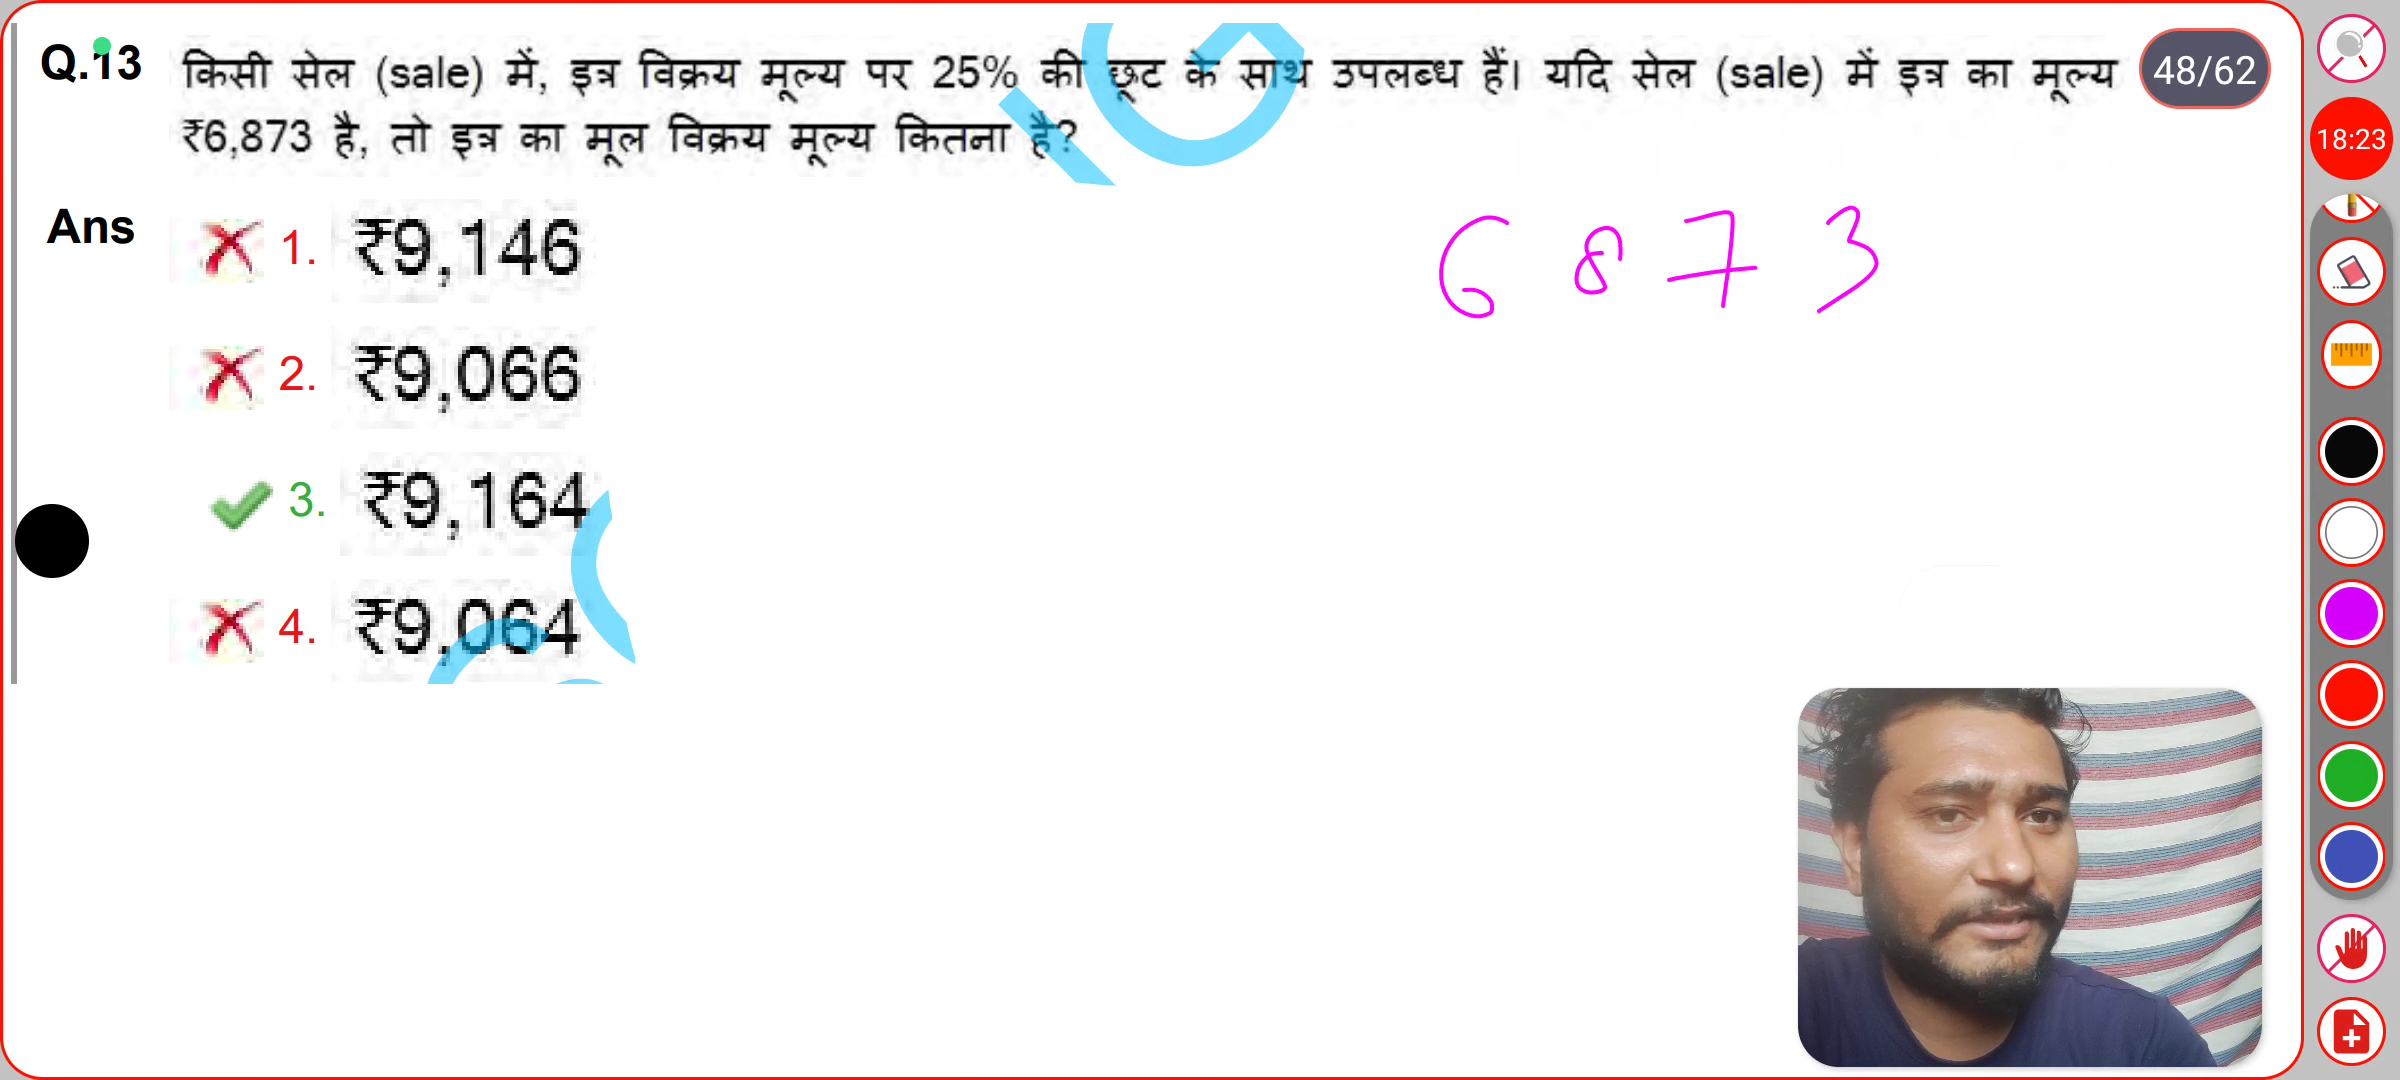 Q.13 किसी सेल (sale) में, इत्र विक्रय मूल्य पर 25% की छूट के साथ उपलब्ध हैं। यदि सेल (sale) में इत्र का मूल्य 48/62
₹6,873 है, तो इत्र का मूल विक्रय मूल्य कितना है?
18:23
Ans 1. ₹9,146
6873
2. ₹9,066
3. ₹9,164
4. ₹9,064